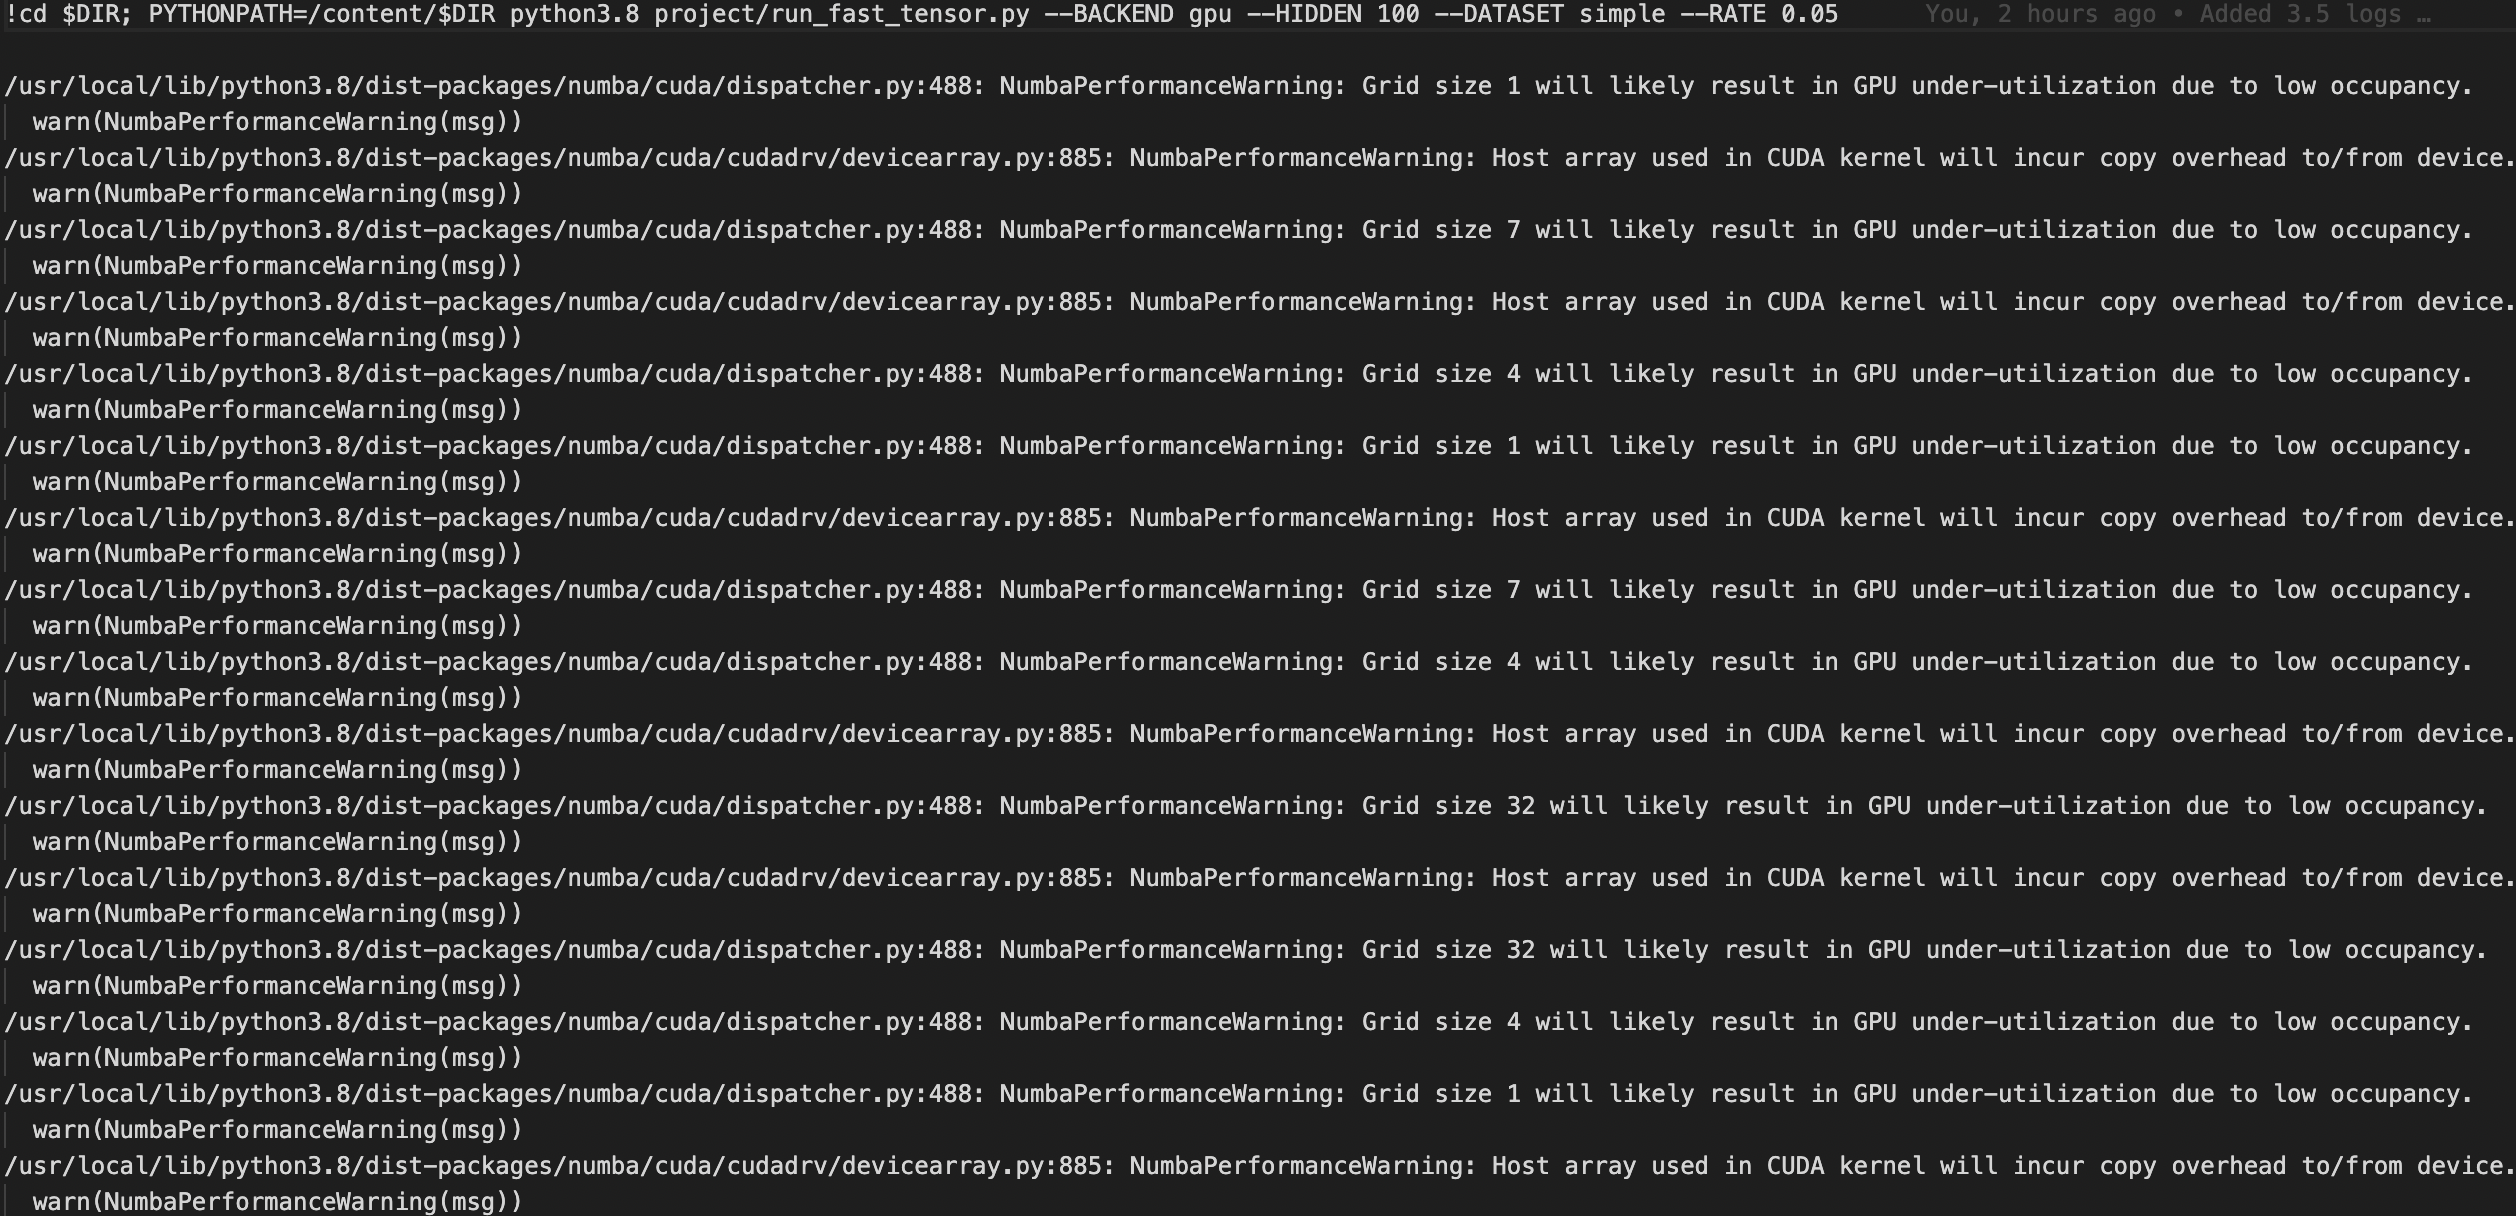 !cd $DIR; PYTHONPATH=/content/$DIR python3.8 project/run_fast_tensor.py --BACKEND gpu --HIDDEN 100 --DATASET simple --RATE 0.05 You, 2 hours ago • Added 3.5 logs …
/usr/local/lib/python3.8/dist-packages/numba/cuda/dispatcher.py:488: NumbaPerformanceWarning: Grid size 1 will likely result in GPU under-utilization due to low occupancy.
warn(NumbaPerformanceWarning(msg))
/usr/local/lib/python3.8/dist-packages/numba/cuda/cudadrv/devicearray.py:885: NumbaPerformanceWarning: Host array used in CUDA kernel will incur copy overhead to/from device.
warn(NumbaPerformanceWarning(msg))
/usr/local/lib/python3.8/dist-packages/numba/cuda/dispatcher.py:488: NumbaPerformanceWarning: Grid size 7 will likely result in GPU under-utilization due to low occupancy.
warn(NumbaPerformanceWarning(msg))
/usr/local/lib/python3.8/dist-packages/numba/cuda/cudadrv/devicearray.py:885: NumbaPerformanceWarning: Host array used in CUDA kernel will incur copy overhead to/from device.
warn(NumbaPerformanceWarning(msg))
/usr/local/lib/python3.8/dist-packages/numba/cuda/dispatcher.py:488: NumbaPerformanceWarning: Grid size 4 will likely result in GPU under-utilization due to low occupancy.
warn(NumbaPerformanceWarning(msg))
/usr/local/lib/python3.8/dist-packages/numba/cuda/dispatcher.py:488: NumbaPerformanceWarning: Grid size 1 will likely result in GPU under-utilization due to low occupancy.
warn(NumbaPerformanceWarning(msg))
/usr/local/lib/python3.8/dist-packages/numba/cuda/cudadrv/devicearray.py:885: NumbaPerformanceWarning: Host array used in CUDA kernel will incur copy overhead to/from device.
warn(NumbaPerformanceWarning(msg))
/usr/local/lib/python3.8/dist-packages/numba/cuda/dispatcher.py:488: NumbaPerformanceWarning: Grid size 7 will likely result in GPU under-utilization due to low occupancy.
warn(NumbaPerformanceWarning(msg))
/usr/local/lib/python3.8/dist-packages/numba/cuda/dispatcher.py:488: NumbaPerformanceWarning: Grid size 4 will likely result in GPU under-utilization due to low occupancy.
warn(NumbaPerformanceWarning(msg))
/usr/local/lib/python3.8/dist-packages/numba/cuda/cudadrv/devicearray.py:885: NumbaPerformanceWarning: Host array used in CUDA kernel will incur copy overhead to/from device.
warn(NumbaPerformanceWarning(msg))
/usr/local/lib/python3.8/dist-packages/numba/cuda/dispatcher.py:488: NumbaPerformanceWarning: Grid size 32 will likely result in GPU under-utilization due to low occupancy.
warn(NumbaPerformanceWarning(msg))
/usr/local/lib/python3.8/dist-packages/numba/cuda/cudadrv/devicearray.py:885: NumbaPerformanceWarning: Host array used in CUDA kernel will incur copy overhead to/from device.
warn(NumbaPerformanceWarning(msg))
/usr/local/lib/python3.8/dist-packages/numba/cuda/dispatcher.py:488: NumbaPerformanceWarning: Grid size 32 will likely result in GPU under-utilization due to low occupancy.
warn(NumbaPerformanceWarning(msg))
/usr/local/lib/python3.8/dist-packages/numba/cuda/dispatcher.py:488: NumbaPerformanceWarning: Grid size 4 will likely result in GPU under-utilization due to low occupancy.
warn(NumbaPerformanceWarning(msg))
/usr/local/lib/python3.8/dist-packages/numba/cuda/dispatcher.py:488: NumbaPerformanceWarning: Grid size 1 will likely result in GPU under-utilization due to low occupancy.
warn(NumbaPerformanceWarning(msg))
/usr/local/lib/python3.8/dist-packages/numba/cuda/cudadrv/devicearray.py:885: NumbaPerformanceWarning: Host array used in CUDA kernel will incur copy overhead to/from device.
warn(NumbaPerformanceWarning(msg))